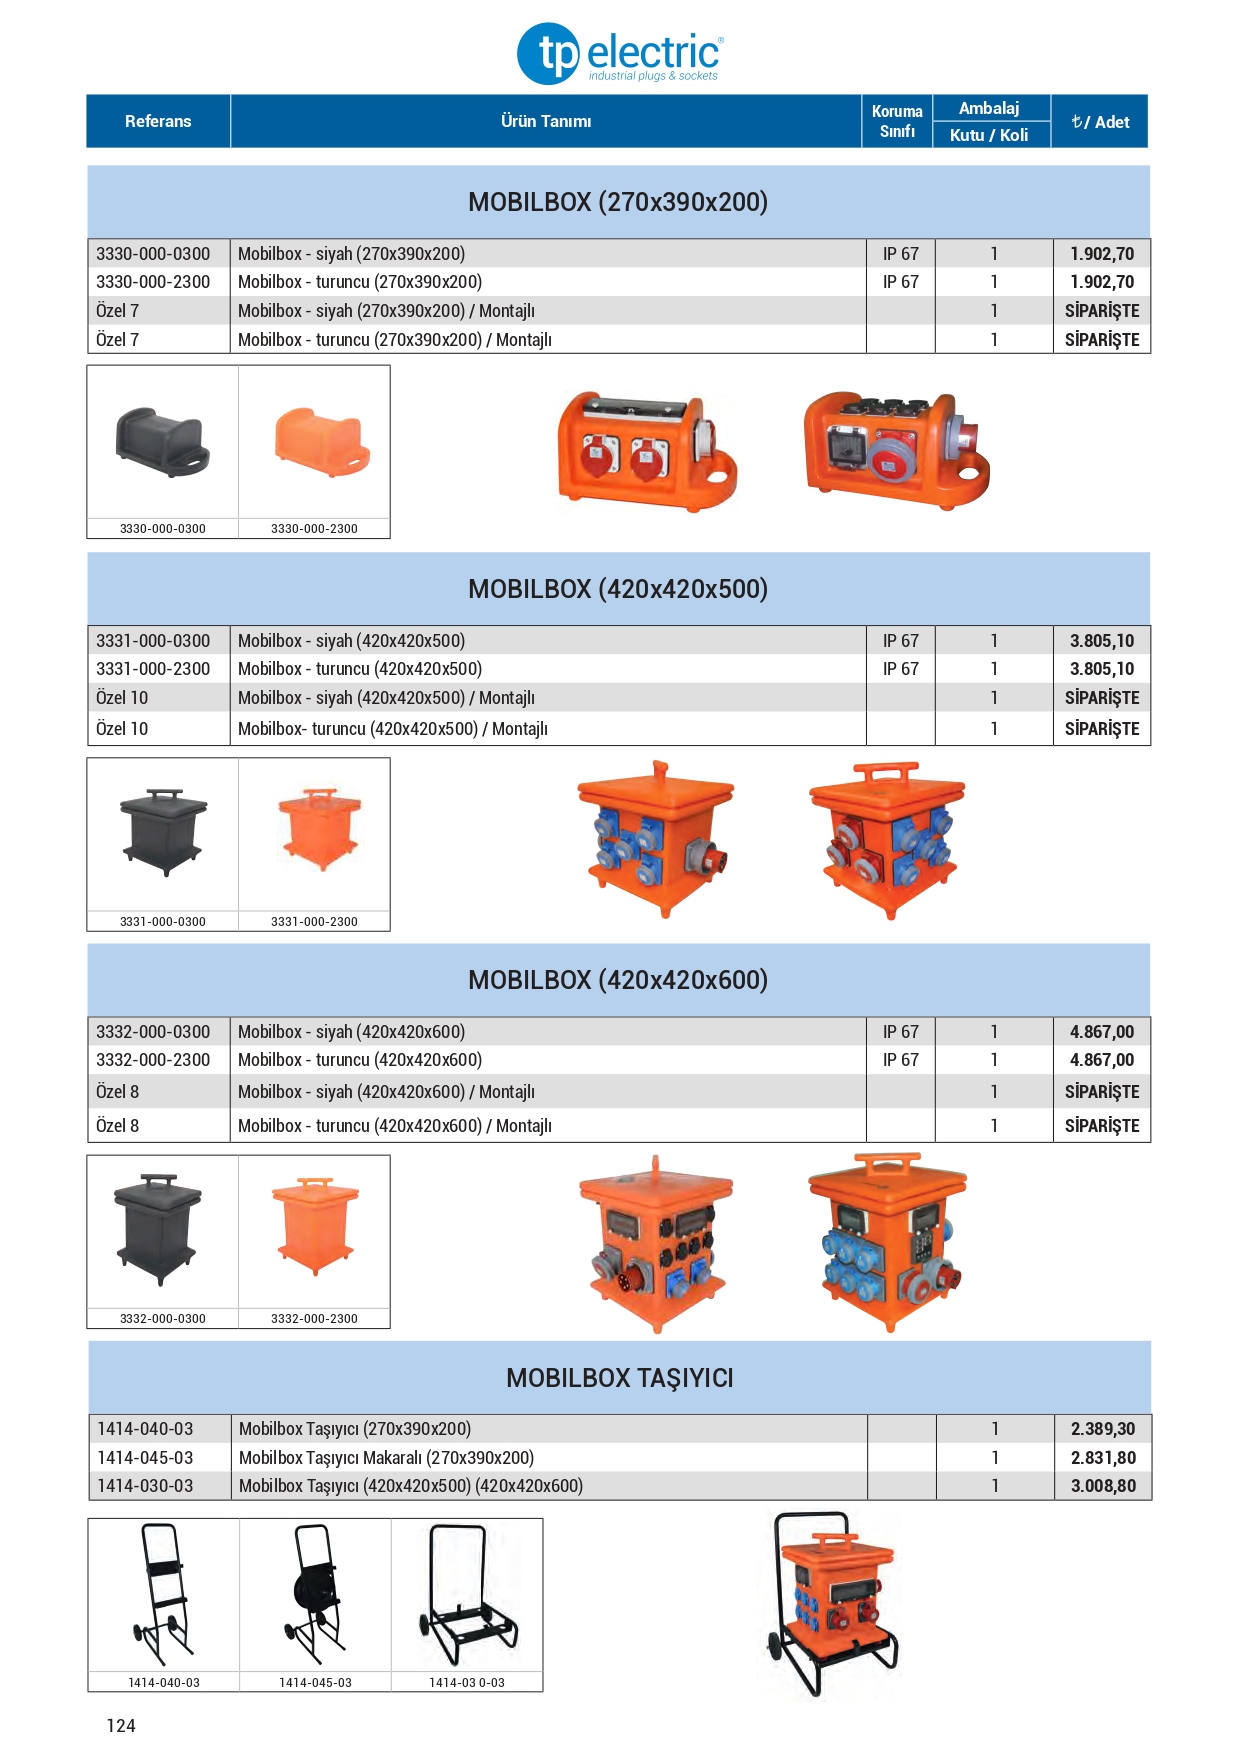 tp electric®
industrial plugs & sockets
Referans Ürün Tanımı Koruma Sınıfı Ambalaj Kutu / Koli ₺/ Adet
MOBILBOX (270x390x200)
3330-000-0300 Mobilbox - siyah (270x390x200) IP 67 1 1.902,70
3330-000-2300 Mobilbox - turuncu (270x390x200) IP 67 1 1.902,70
Özel 7 Mobilbox - siyah (270x390x200) / Montajlı 1 SİPARİŞTE
Özel 7 Mobilbox - turuncu (270x390x200) / Montajlı 1 SİPARİŞTE
3330-000-0300 3330-000-2300
MOBILBOX (420x420x500)
3331-000-0300 Mobilbox - siyah (420x420x500) IP 67 1 3.805,10
3331-000-2300 Mobilbox - turuncu (420x420x500) IP 67 1 3.805,10
Özel 10 Mobilbox - siyah (420x420x500) / Montajlı 1 SİPARİŞTE
Özel 10 Mobilbox- turuncu (420x420x500) / Montajlı 1 SİPARİŞTE
3331-000-0300 3331-000-2300
MOBILBOX (420x420x600)
3332-000-0300 Mobilbox - siyah (420x420x600) IP 67 1 4.867,00
3332-000-2300 Mobilbox - turuncu (420x420x600) IP 67 1 4.867,00
Özel 8 Mobilbox - siyah (420x420x600) / Montajlı 1 SİPARİŞTE
Özel 8 Mobilbox - turuncu (420x420x600) / Montajlı 1 SİPARİŞTE
3332-000-0300 3332-000-2300
MOBILBOX TAŞIYICI
1414-040-03 Mobilbox Taşıyıcı (270x390x200) 1 2.389,30
1414-045-03 Mobilbox Taşıyıcı Makaralı (270x390x200) 1 2.831,80
1414-030-03 Mobilbox Taşıyıcı (420x420x500) (420x420x600) 1 3.008,80
1414-040-03 1414-045-03 1414-03 0-03
124